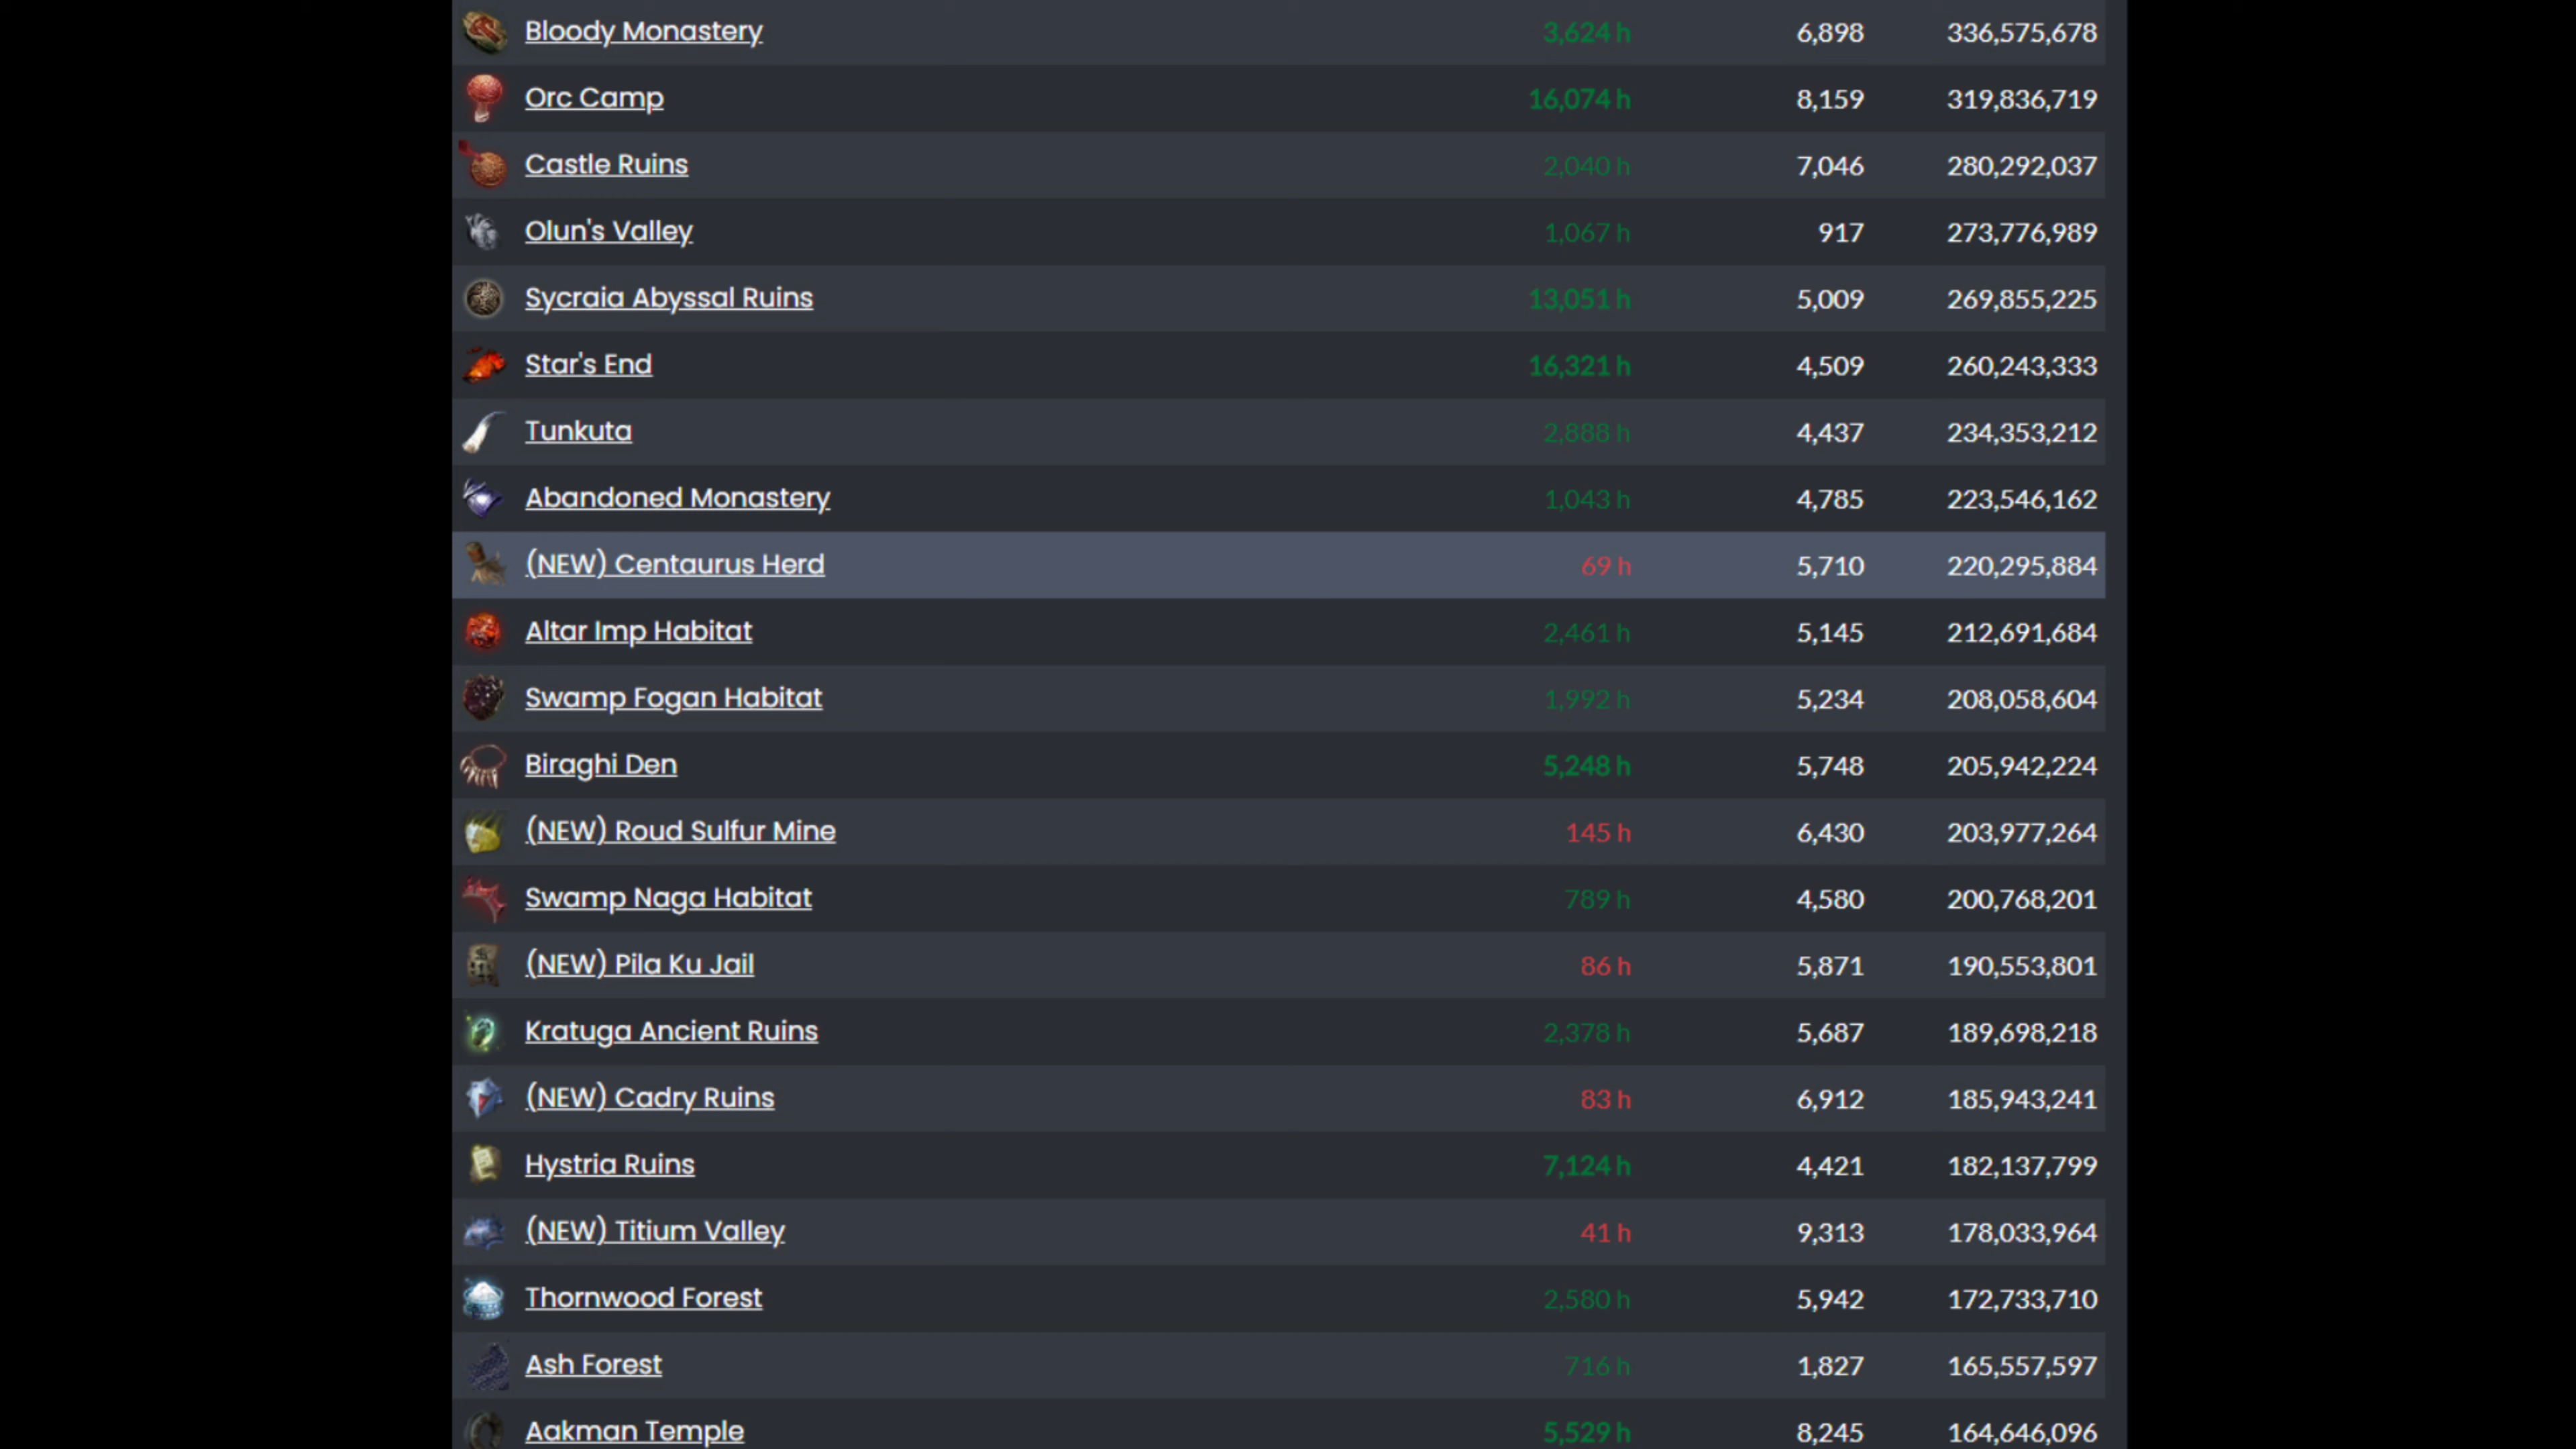 Bloody Monastery 3,624 h 6,898 336,575,678
Orc Camp 16,074 h 8,159 319,836,719
Castle Ruins 2,040 h 7,046 280,292,037
Olun's Valley 1,067 h 917 273,776,989
Sycraia Abyssal Ruins 13,051 h 5,009 269,855,225
Star's End 16,321 h 4,509 260,243,333
Tunkuta 2,888 h 4,437 234,353,212
Abandoned Monastery 1,043 h 4,785 223,546,162
(NEW) Centaurus Herd 69 h 5,710 220,295,884
Altar Imp Habitat 2,461 h 5,145 212,691,684
Swamp Fogan Habitat 1,992 h 5,234 208,058,604
Biraghi Den 5,248 h 5,748 205,942,224
(NEW) Roud Sulfur Mine 145 h 6,430 203,977,264
Swamp Naga Habitat 789 h 4,580 200,768,201
(NEW) Pila Ku Jail 86 h 5,871 190,553,801
Kratuga Ancient Ruins 2,378 h 5,687 189,698,218
(NEW) Cadry Ruins 83 h 6,912 185,943,241
Hystria Ruins 7,124 h 4,421 182,137,799
(NEW) Titium Valley 41 h 9,313 178,033,964
Thornwood Forest 2,580 h 5,942 172,733,710
Ash Forest 716 h 1,827 165,557,597
Aakman Temple 5,529 h 8,245 164,646,096